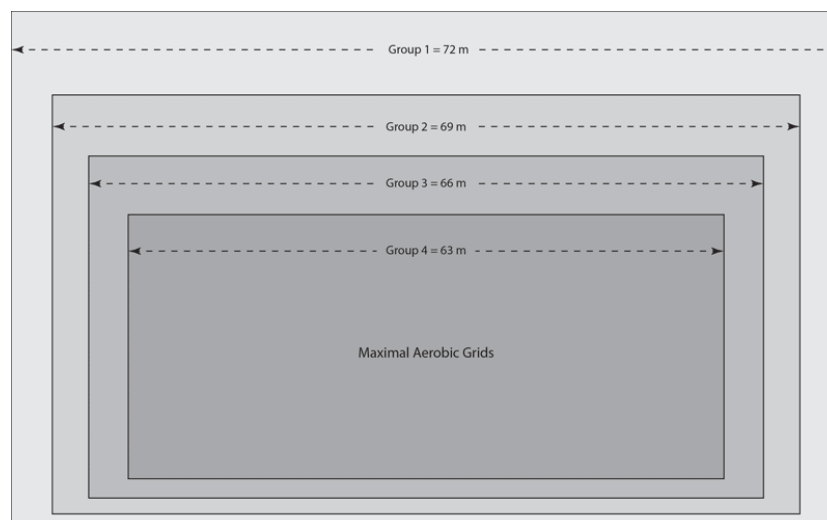 Group 1 = 72 m
Group 2 = 69 m
Group 3 = 66 m
Group 4 = 63 m
Maximal Aerobic Grids